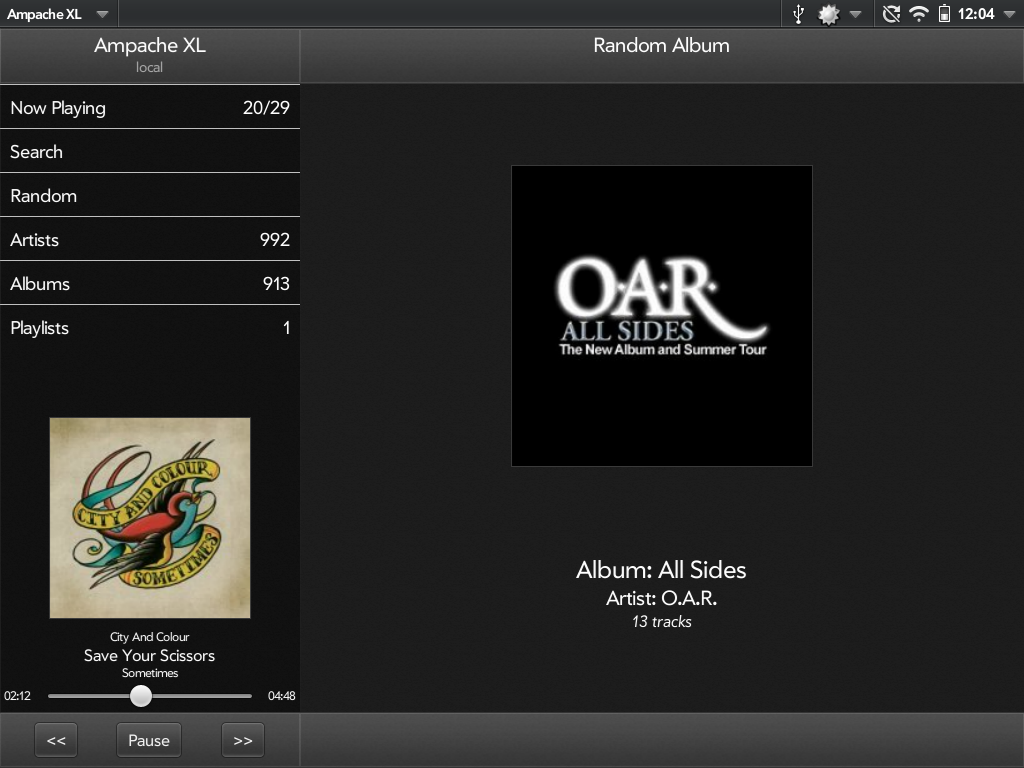 Ampache XL
12:04
Ampache XL
local
Random Album
Now Playing 20/29
Search
Random
Artists 992
Albums 913
Playlists 1
O.A.R.
ALL SIDES
The New Album and Summer Tour
CITY AND COLOUR
SOMETIMES
City And Colour
Save Your Scissors
Sometimes
02:12 04:48
<< Pause >>
Album: All Sides
Artist: O.A.R.
13 tracks